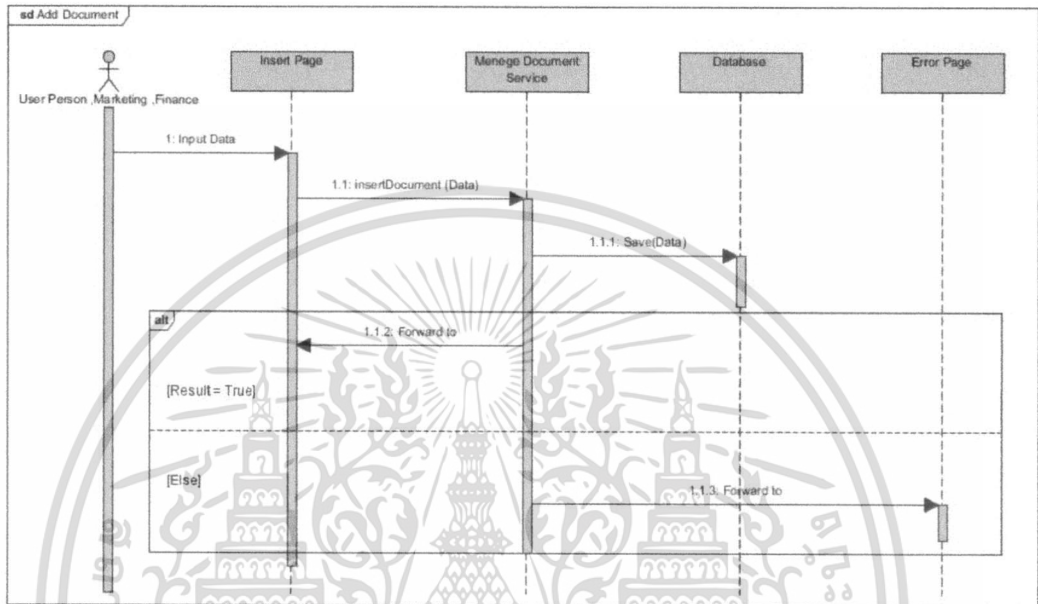 sd Add Document
Insert Page
Menege Document
Service
Database
Error Page
User Person ,Marketing ,Finance
1: Input Data
1.1: insertDocument (Data)
1.1.1: Save(Data)
alt
1.1.2: Forward to
[Result = True]
[Else]
1.1.3: Forward to